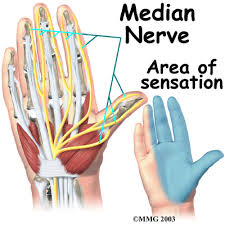 Median
Nerve
Area of
sensation
©MMG 2003